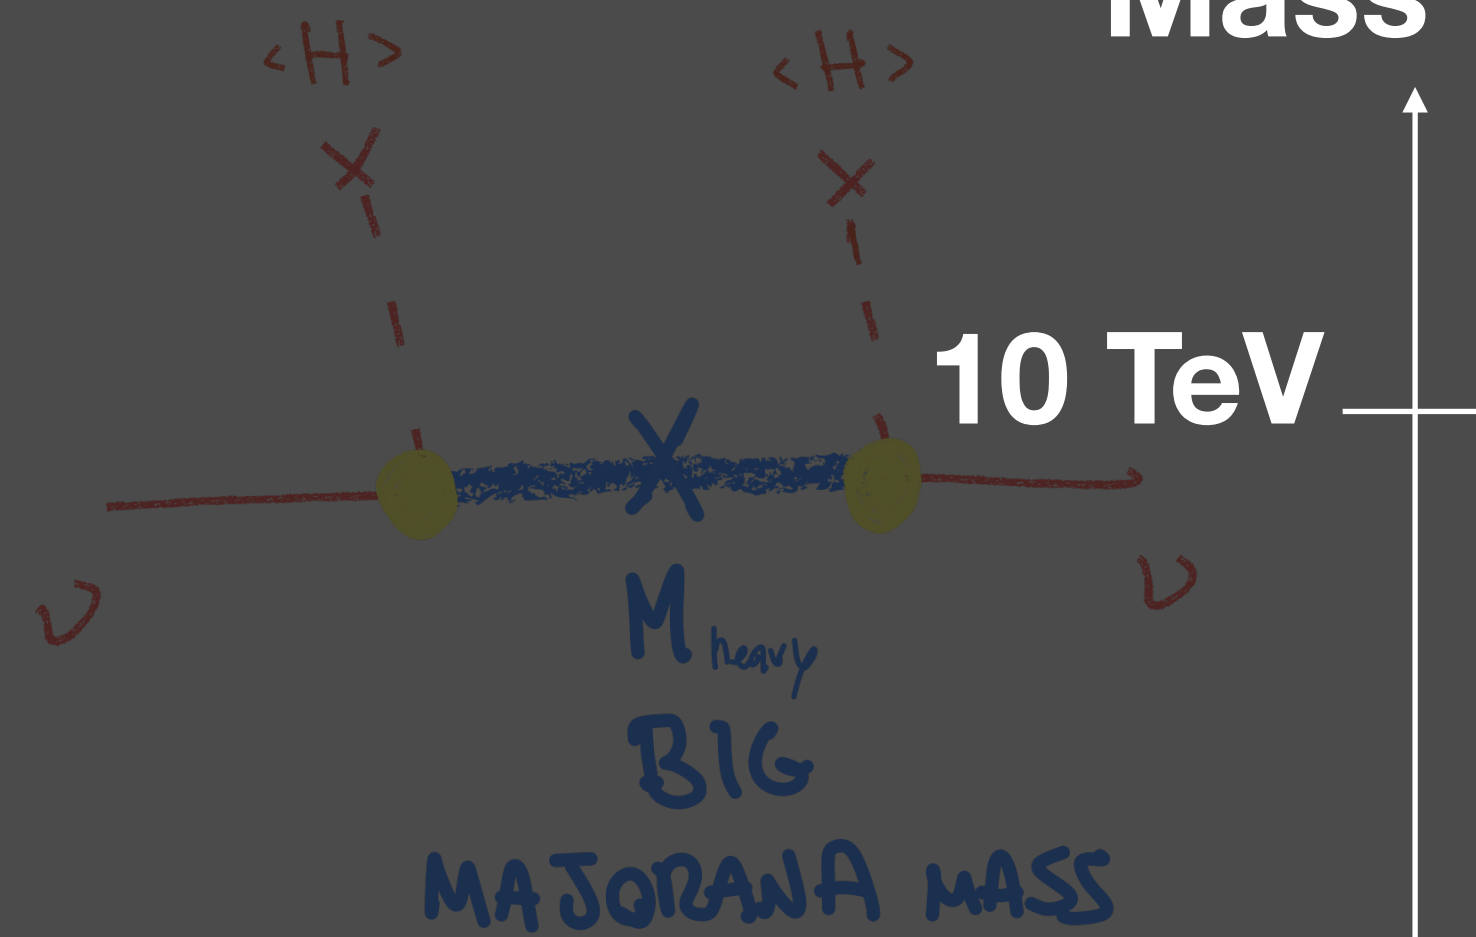 Mass
<H> <H>
10 TeV
ν ν
M heavy
BIG
MAJORANA MASS